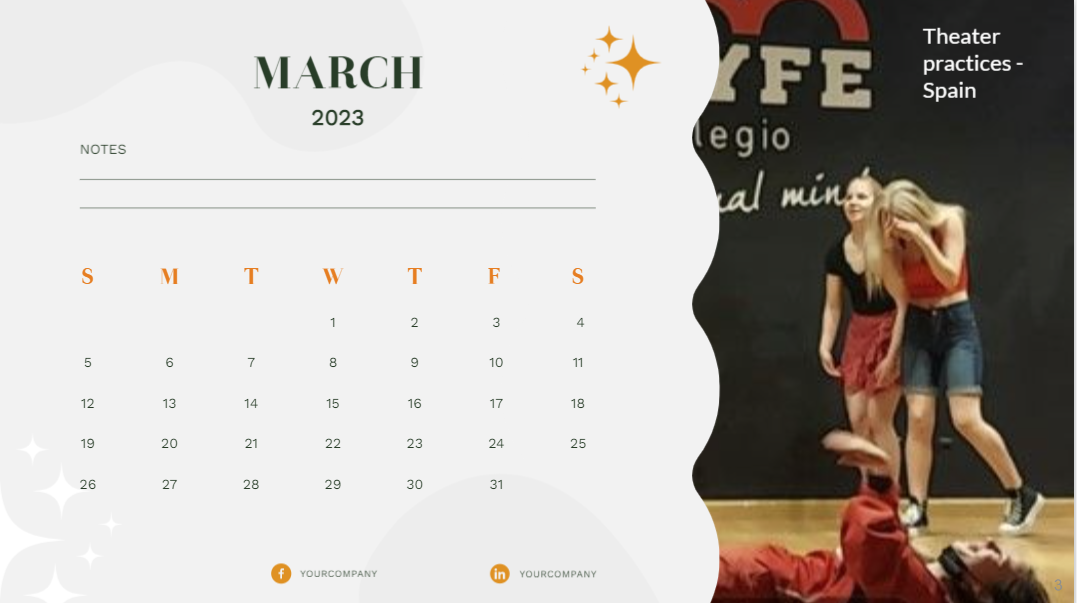 MARCH
2023
NOTES
S M T W T F S
1 2 3 4
5 6 7 8 9 10 11
12 13 14 15 16 17 18
19 20 21 22 23 24 25
26 27 28 29 30 31
f YOURCOMPANY in YOURCOMPANY
YFE
legio
Theater
practices -
Spain
3